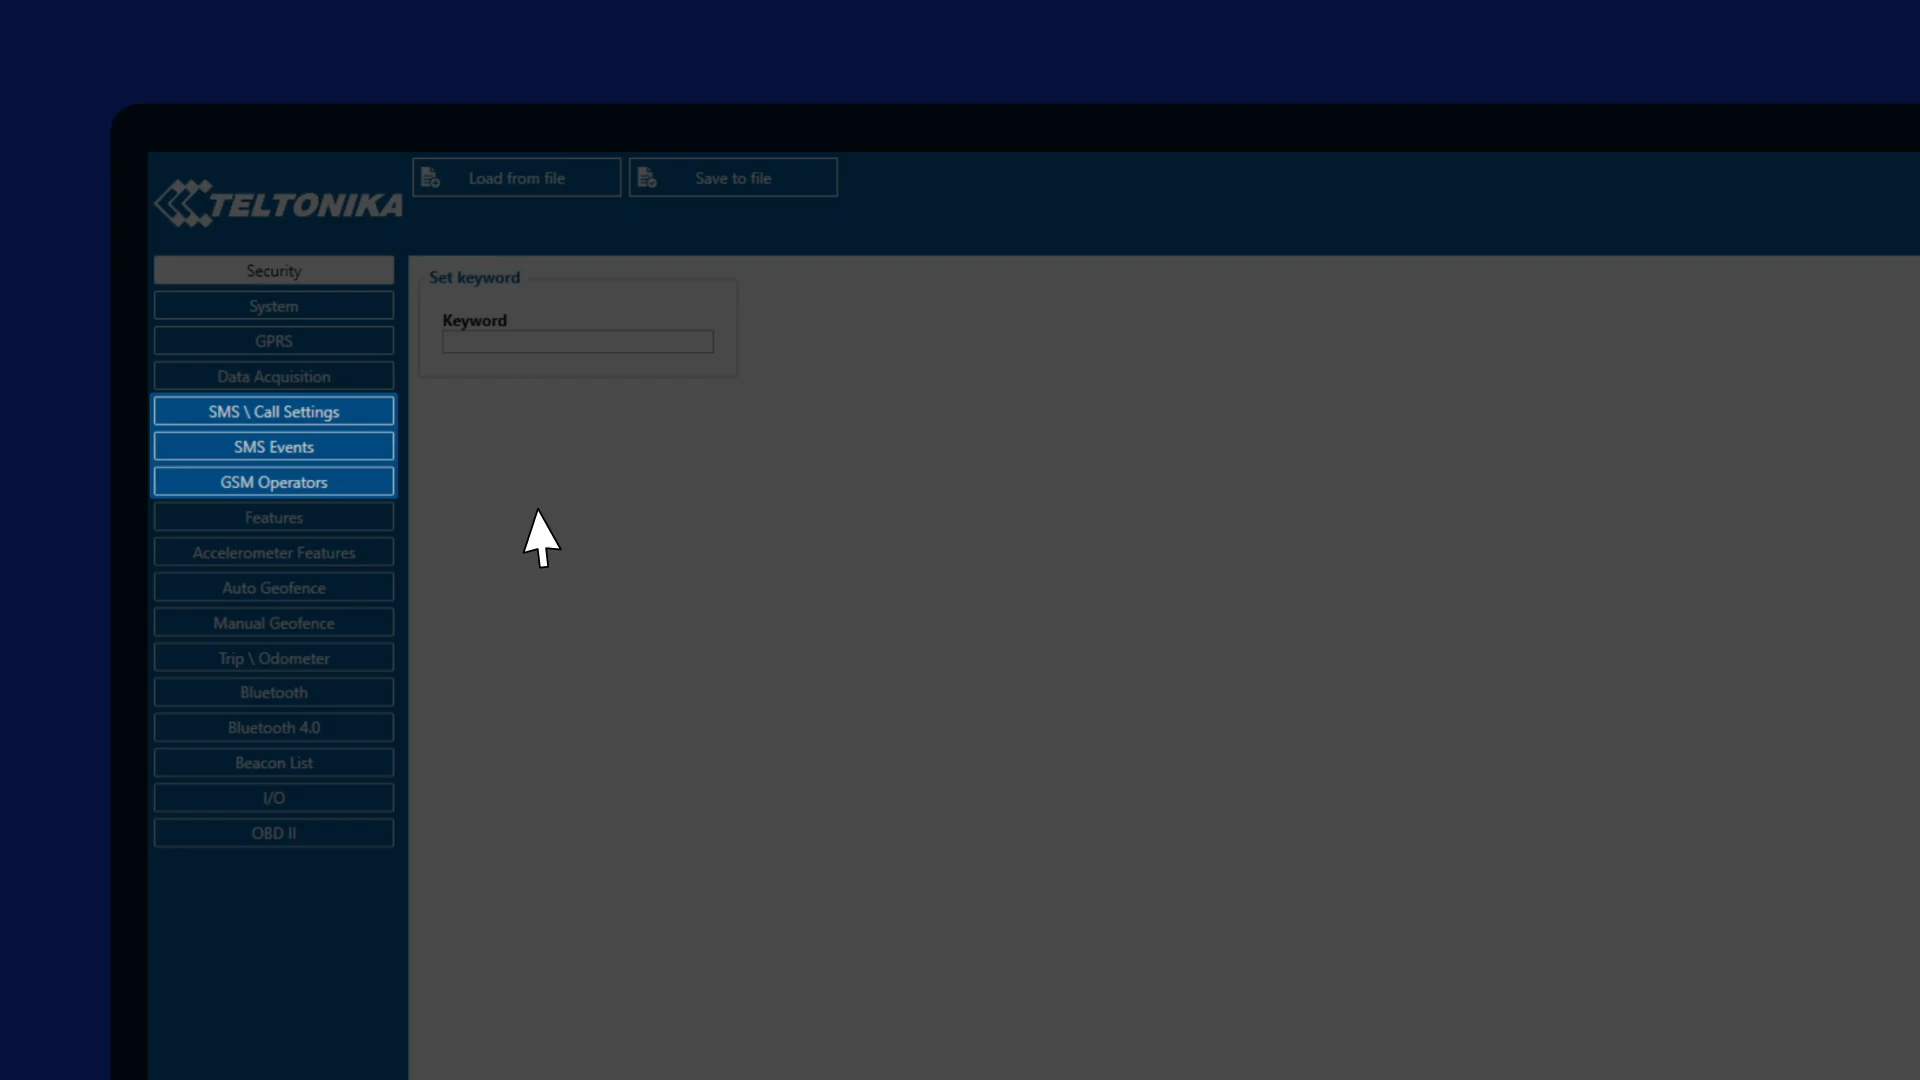 TELTONIKA
Load from file
Save to file
Security
System
GPRS
Data Acquisition
SMS \ Call Settings
SMS Events
GSM Operators
Features
Accelerometer Features
Auto Geofence
Manual Geofence
Trip \ Odometer
Bluetooth
Bluetooth 4.0
Beacon List
I/O
OBD II
Set keyword
Keyword